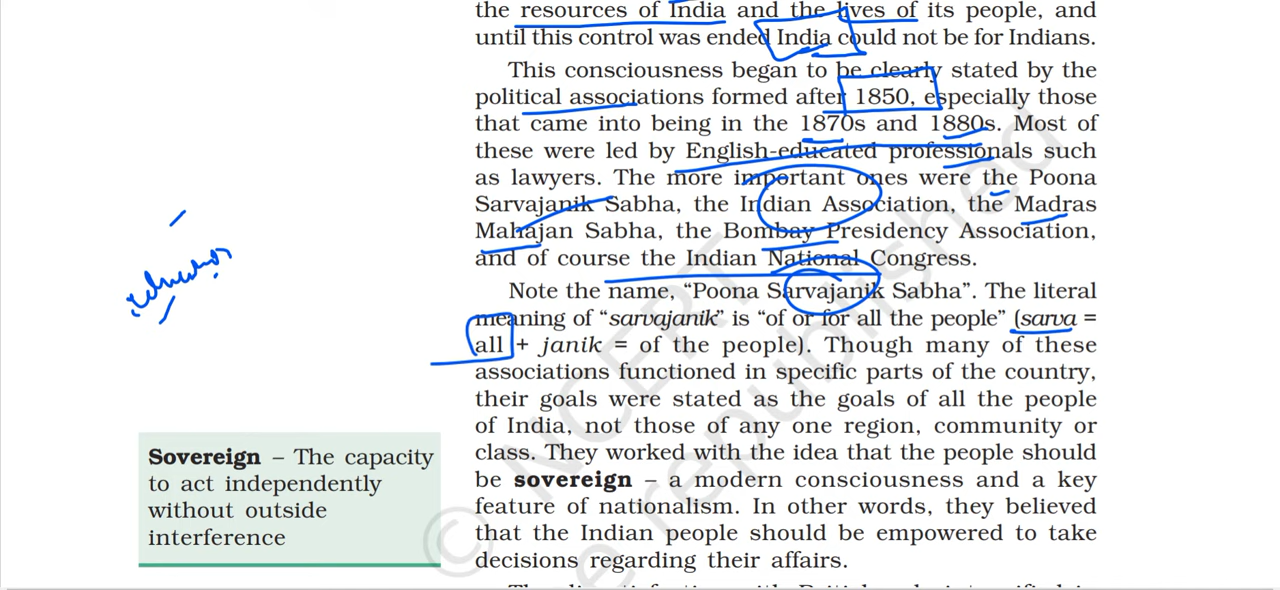 the resources of India and the lives of its people, and
until this control was ended India could not be for Indians.
This consciousness began to be clearly stated by the
political associations formed after 1850, especially those
that came into being in the 1870s and 1880s. Most of
these were led by English-educated professionals such
as lawyers. The more important ones were the Poona
Sarvajanik Sabha, the Indian Association, the Madras
Mahajan Sabha, the Bombay Presidency Association,
and of course the Indian National Congress.
Note the name, “Poona Sarvajanik Sabha”. The literal
meaning of “sarvajanik” is “of or for all the people” (sarva =
all + janik = of the people). Though many of these
associations functioned in specific parts of the country,
their goals were stated as the goals of all the people
of India, not those of any one region, community or
class. They worked with the idea that the people should
be sovereign – a modern consciousness and a key
feature of nationalism. In other words, they believed
that the Indian people should be empowered to take
decisions regarding their affairs.
Sovereign – The capacity
to act independently
without outside
interference
© NCERT
republished